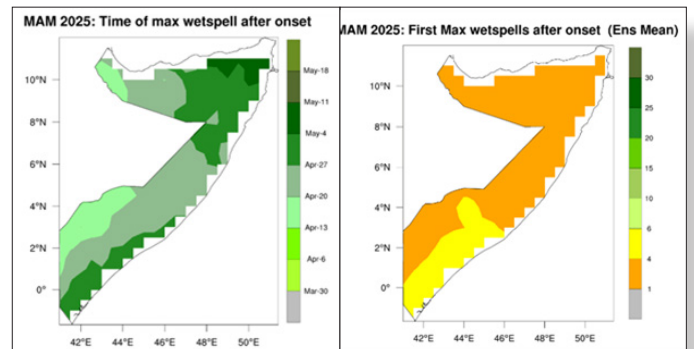 MAM 2025: Time of max wetspell after onset
10°N
8°N
6°N
4°N
2°N
0°
42°E 44°E 46°E 48°E 50°E
May-18
May-11
May-4
Apr-27
Apr-20
Apr-13
Apr-6
Mar-30
MAM 2025: First Max wetspells after onset (Ens Mean)
10°N
8°N
6°N
4°N
2°N
0°
42°E 44°E 46°E 48°E 50°E
30
25
20
15
10
6
4
1